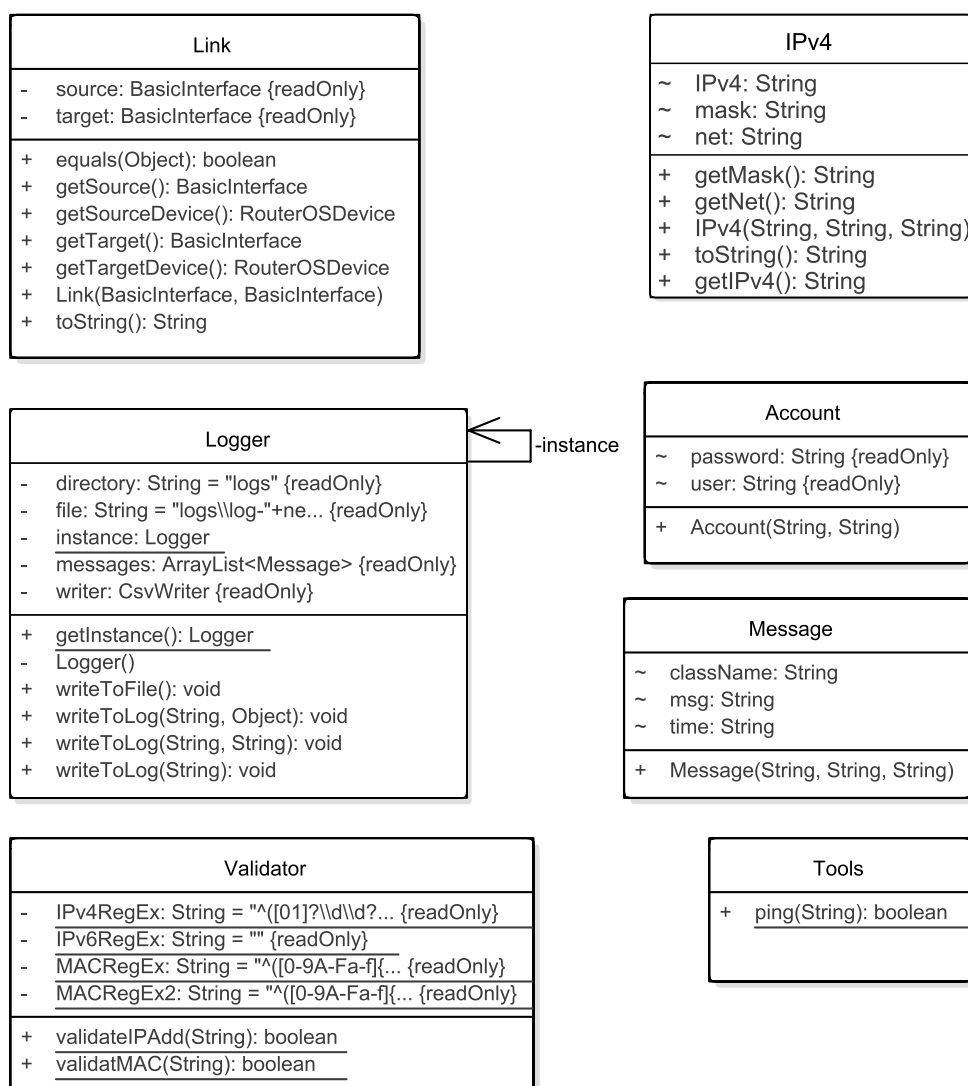 Link
- source: BasicInterface {readOnly}
- target: BasicInterface {readOnly}
+ equals(Object): boolean
+ getSource(): BasicInterface
+ getSourceDevice(): RouterOSDevice
+ getTarget(): BasicInterface
+ getTargetDevice(): RouterOSDevice
+ Link(BasicInterface, BasicInterface)
+ toString(): String
IPv4
~ IPv4: String
~ mask: String
~ net: String
+ getMask(): String
+ getNet(): String
+ IPv4(String, String, String)
+ toString(): String
+ getIPv4(): String
Logger
- directory: String = "logs" {readOnly}
- file: String = "logs\\log-"+ne... {readOnly}
- instance: Logger
- messages: ArrayList<Message> {readOnly}
- writer: CsvWriter {readOnly}
+ getInstance(): Logger
- Logger()
+ writeToFile(): void
+ writeToLog(String, Object): void
+ writeToLog(String, String): void
+ writeToLog(String): void
-instance
Account
~ password: String {readOnly}
~ user: String {readOnly}
+ Account(String, String)
Message
~ className: String
~ msg: String
~ time: String
+ Message(String, String, String)
Validator
- IPv4RegEx: String = "^([01]?\\d\\d?... {readOnly}
- IPv6RegEx: String = "" {readOnly}
- MACRegEx: String = "^([0-9A-Fa-f]{... {readOnly}
- MACRegEx2: String = "^([0-9A-Fa-f]{... {readOnly}
+ validateIPAdd(String): boolean
+ validatMAC(String): boolean
Tools
+ ping(String): boolean